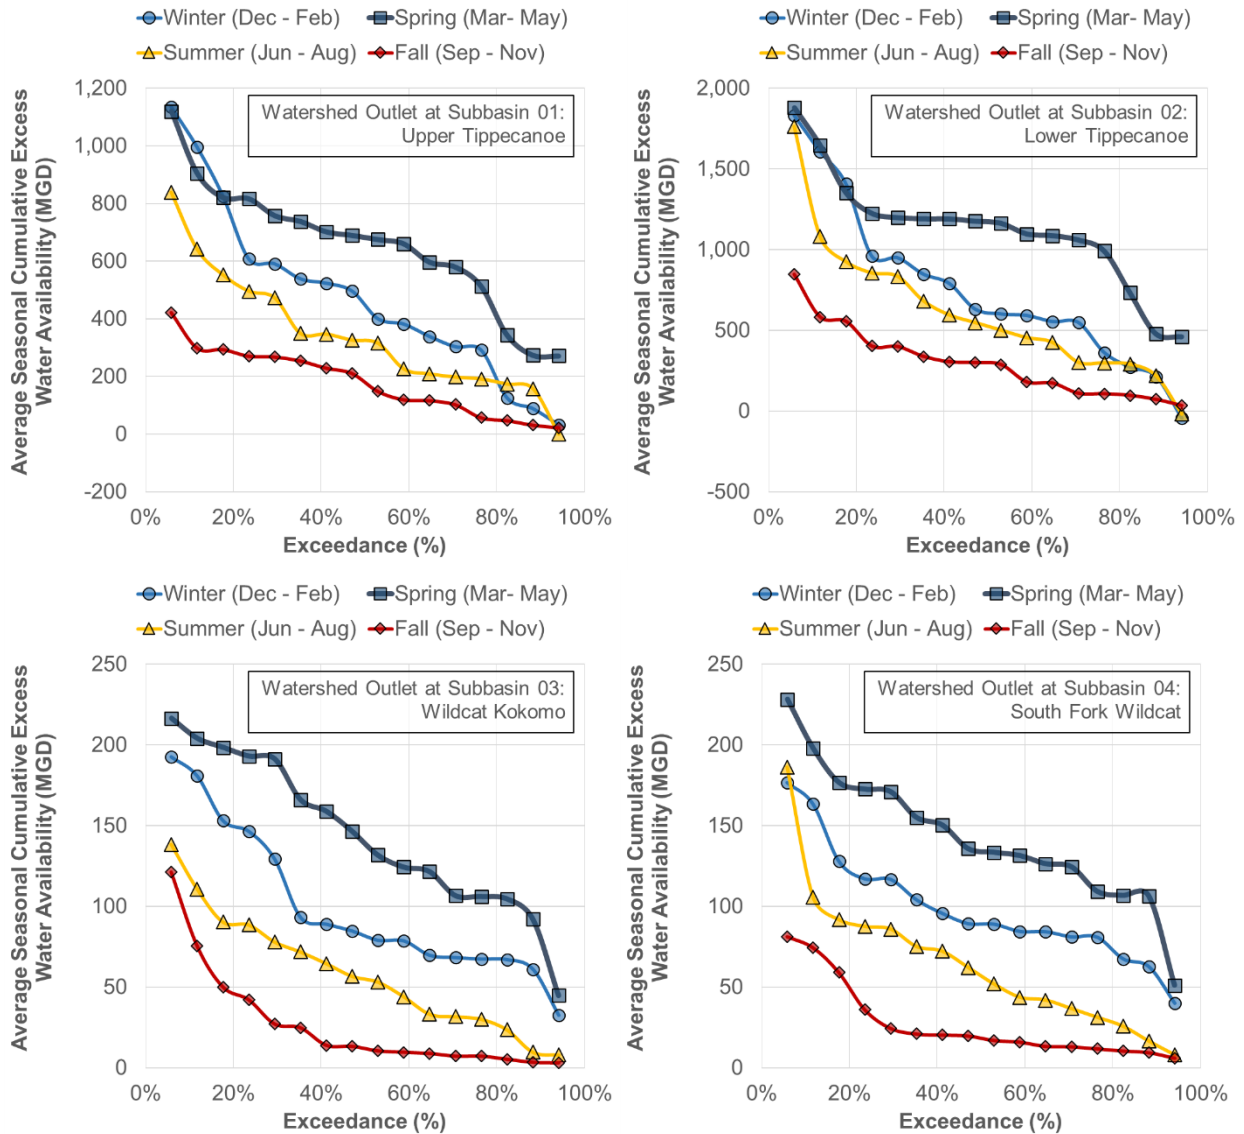 Winter (Dec - Feb) Spring (Mar- May)
Summer (Jun - Aug) Fall (Sep - Nov)
Average Seasonal Cumulative Excess
Water Availability (MGD)
1,200
1,000
800
600
400
200
0
-200
Watershed Outlet at Subbasin 01:
Upper Tippecanoe
0% 20% 40% 60% 80% 100%
Exceedance (%)
Winter (Dec - Feb) Spring (Mar- May)
Summer (Jun - Aug) Fall (Sep - Nov)
Average Seasonal Cumulative Excess
Water Availability (MGD)
2,000
1,500
1,000
500
0
-500
Watershed Outlet at Subbasin 02:
Lower Tippecanoe
0% 20% 40% 60% 80% 100%
Exceedance (%)
Winter (Dec - Feb) Spring (Mar- May)
Summer (Jun - Aug) Fall (Sep - Nov)
Average Seasonal Cumulative Excess
Water Availability (MGD)
250
200
150
100
50
0
Watershed Outlet at Subbasin 03:
Wildcat Kokomo
0% 20% 40% 60% 80% 100%
Exceedance (%)
Winter (Dec - Feb) Spring (Mar- May)
Summer (Jun - Aug) Fall (Sep - Nov)
Average Seasonal Cumulative Excess
Water Availability (MGD)
250
200
150
100
50
0
Watershed Outlet at Subbasin 04:
South Fork Wildcat
0% 20% 40% 60% 80% 100%
Exceedance (%)